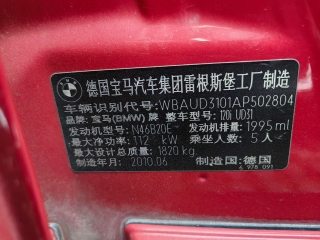 德国宝马汽车集团雷根斯堡工厂制造
车辆识别代号:WBAUD3101AP502804
品牌:宝马(BMW)牌 整车型号:120i UD31
发动机型号:N46B20E 发动机排量:1995ml
最大净功率:112 kW 乘坐人数:5人
最大设计总质量:1820kg
制造年月:2010.06 制造国:德国
6 978 091